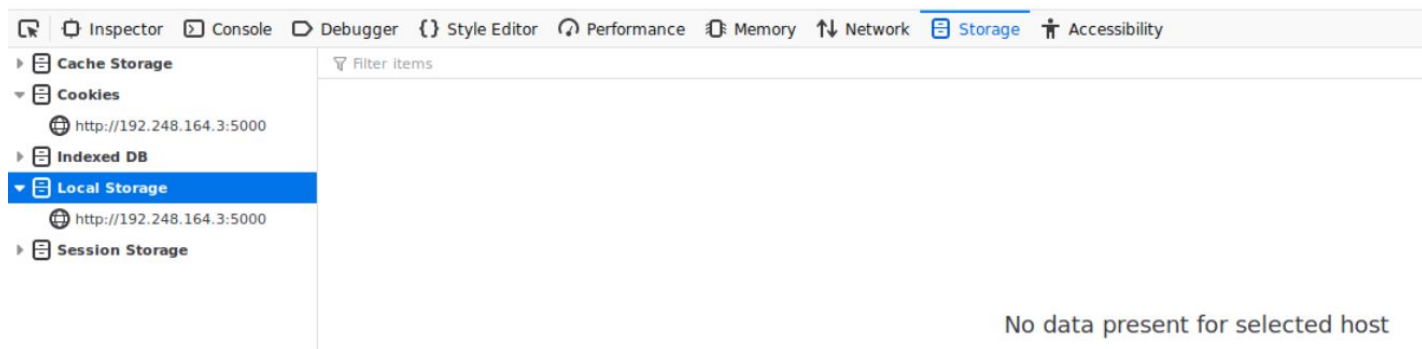 Inspector Console Debugger {} Style Editor Performance Memory Network Storage Accessibility
Cache Storage
Filter items
Cookies
http://192.248.164.3:5000
Indexed DB
Local Storage
http://192.248.164.3:5000
Session Storage
No data present for selected host